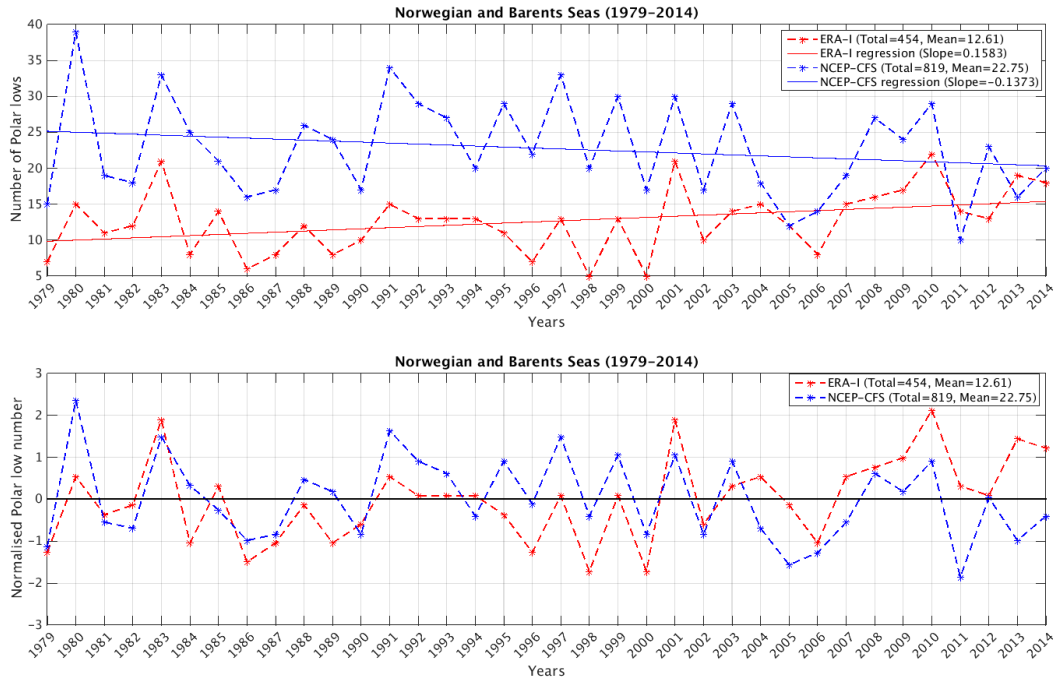 Norwegian and Barents Seas (1979−2014)
ERA-I (Total=454, Mean=12.61)
ERA-I regression (Slope=0.1583)
NCEP-CFS (Total=819, Mean=22.75)
NCEP-CFS regression (Slope=−0.1373)
Number of Polar lows
40
35
30
25
20
15
10
5
1979 1980 1981 1982 1983 1984 1985 1986 1987 1988 1989 1990 1991 1992 1993 1994 1995 1996 1997 1998 1999 2000 2001 2002 2003 2004 2005 2006 2007 2008 2009 2010 2011 2012 2013 2014
Years
Norwegian and Barents Seas (1979−2014)
ERA-I (Total=454, Mean=12.61)
NCEP-CFS (Total=819, Mean=22.75)
Normalised Polar low number
3
2
1
0
-1
-2
-3
1979 1980 1981 1982 1983 1984 1985 1986 1987 1988 1989 1990 1991 1992 1993 1994 1995 1996 1997 1998 1999 2000 2001 2002 2003 2004 2005 2006 2007 2008 2009 2010 2011 2012 2013 2014
Years